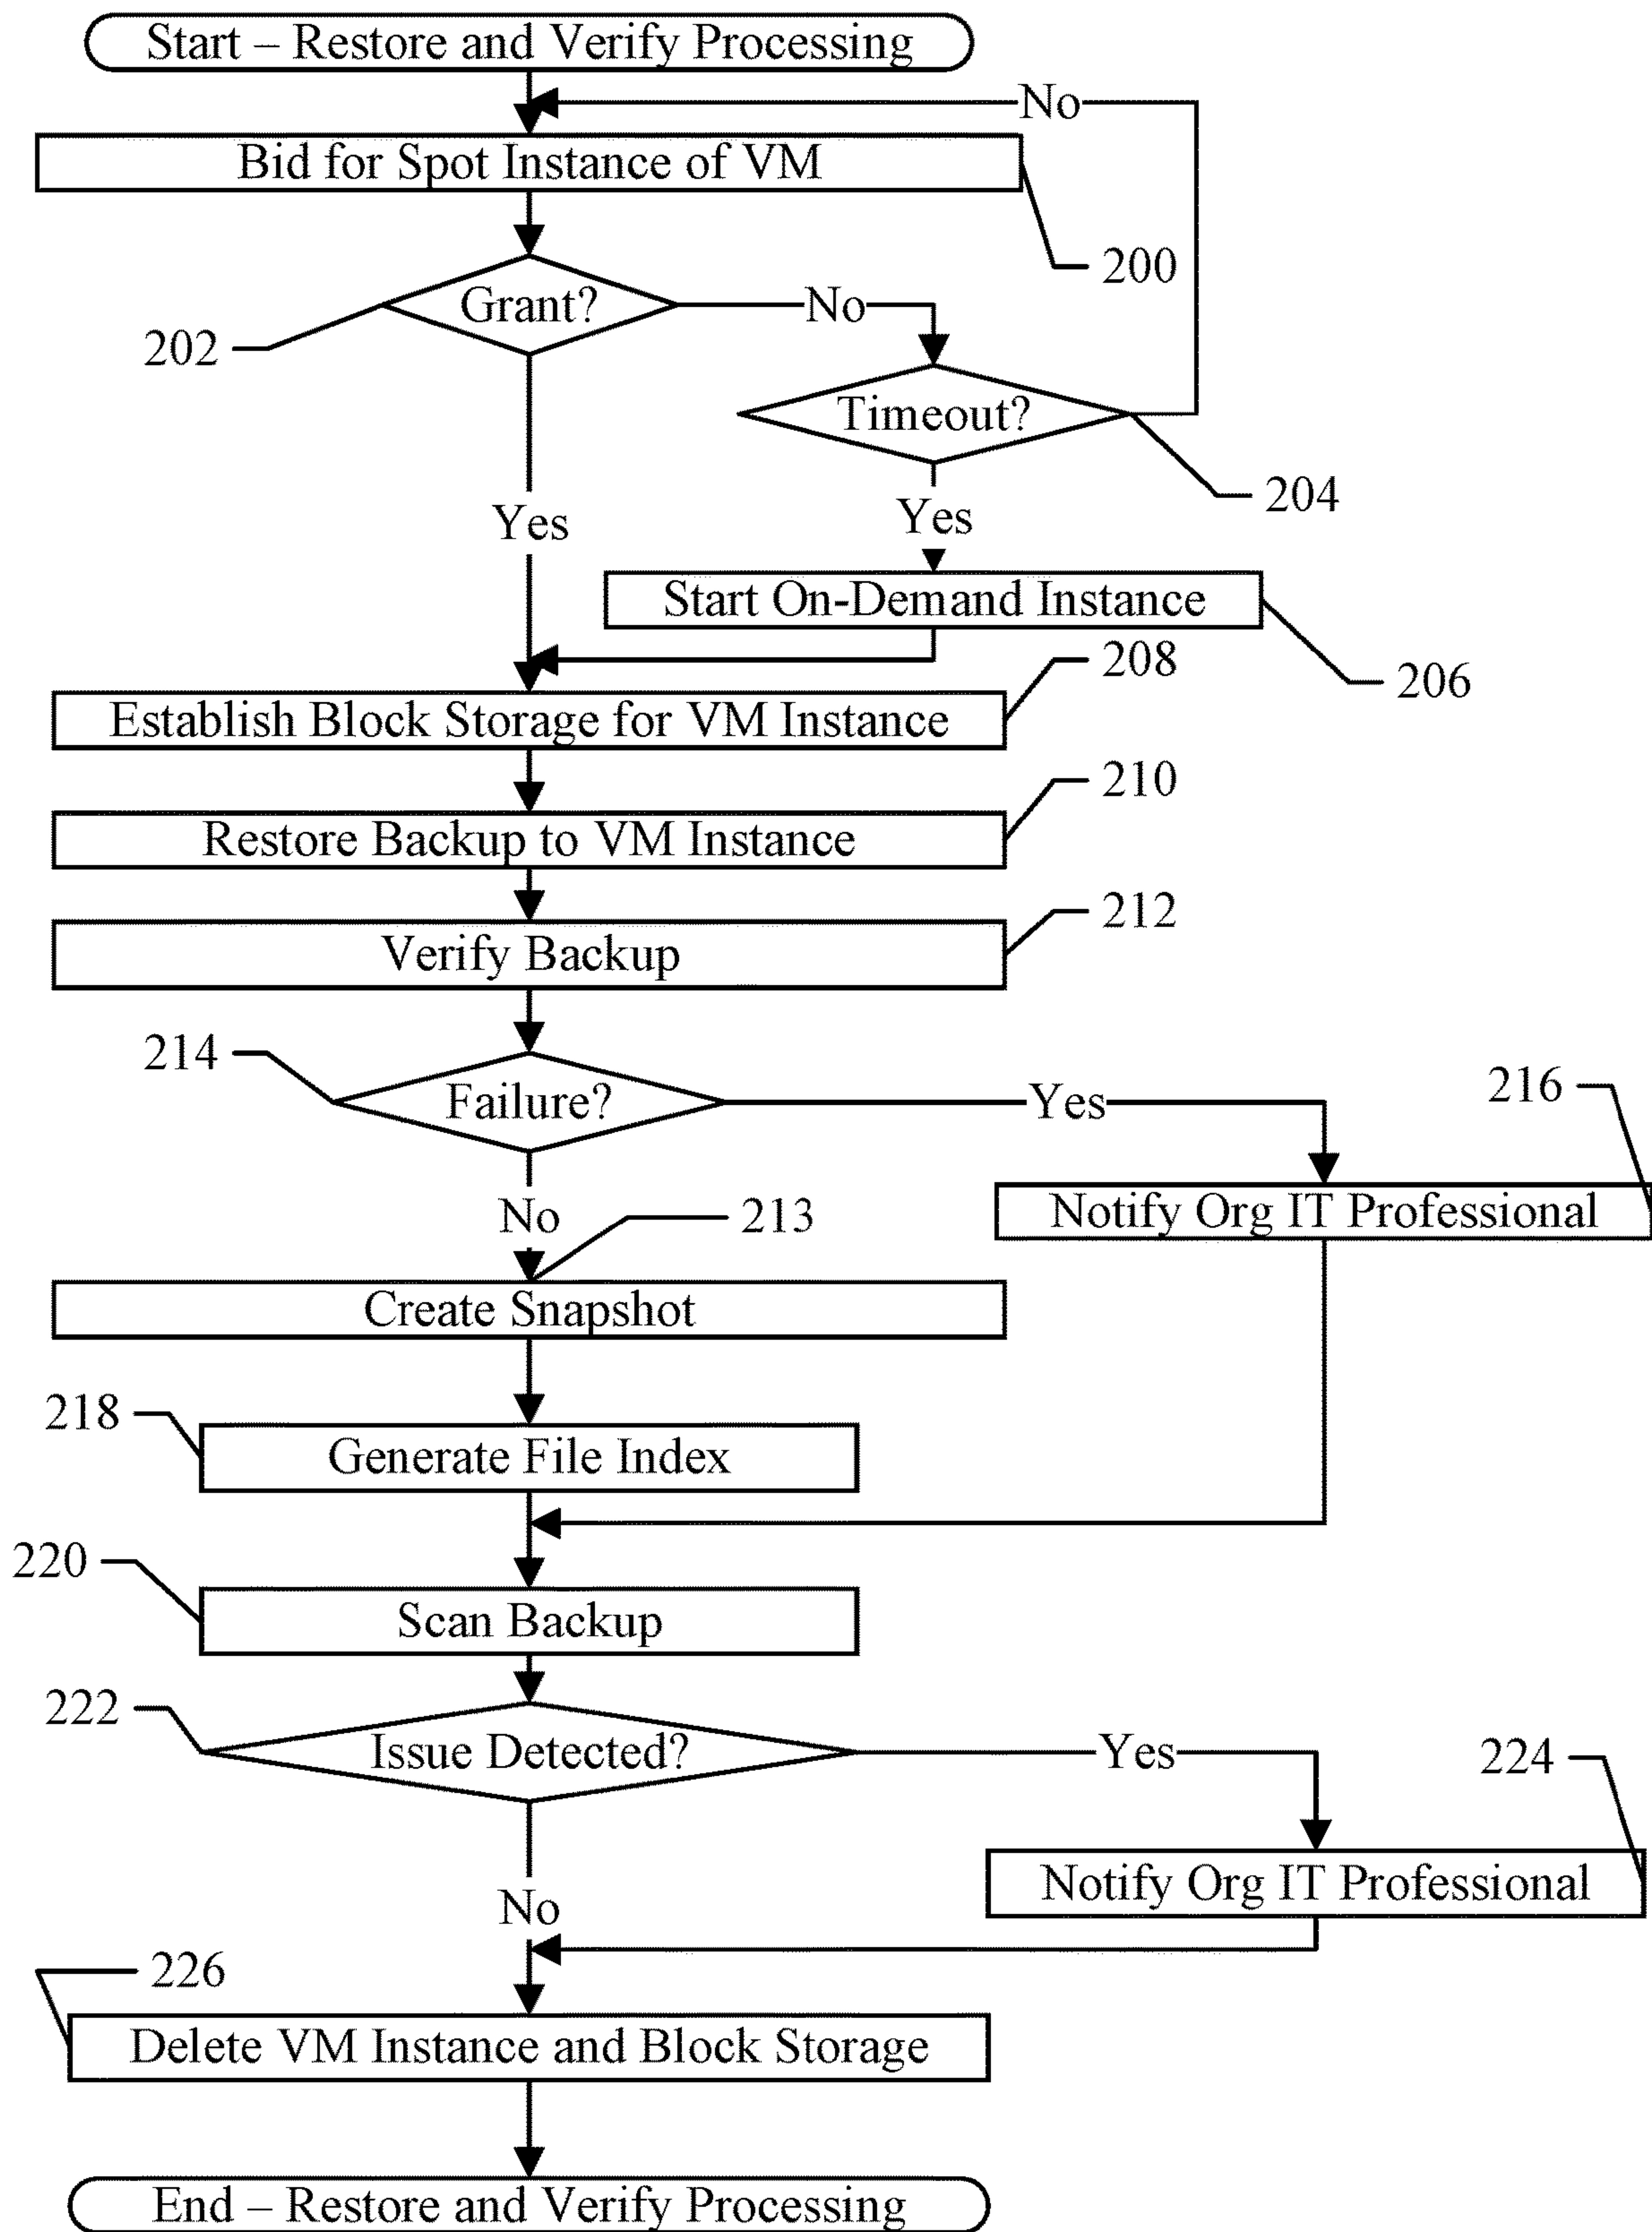 Start – Restore and Verify Processing
No
Bid for Spot Instance of VM
200
Grant?
No
202
Timeout?
204
Yes
Yes
Start On-Demand Instance
208
206
Establish Block Storage for VM Instance
210
Restore Backup to VM Instance
212
Verify Backup
214
216
Failure?
Yes
Notify Org IT Professional
No
213
Create Snapshot
218
Generate File Index
220
Scan Backup
222
Issue Detected?
Yes
224
Notify Org IT Professional
No
226
Delete VM Instance and Block Storage
End – Restore and Verify Processing